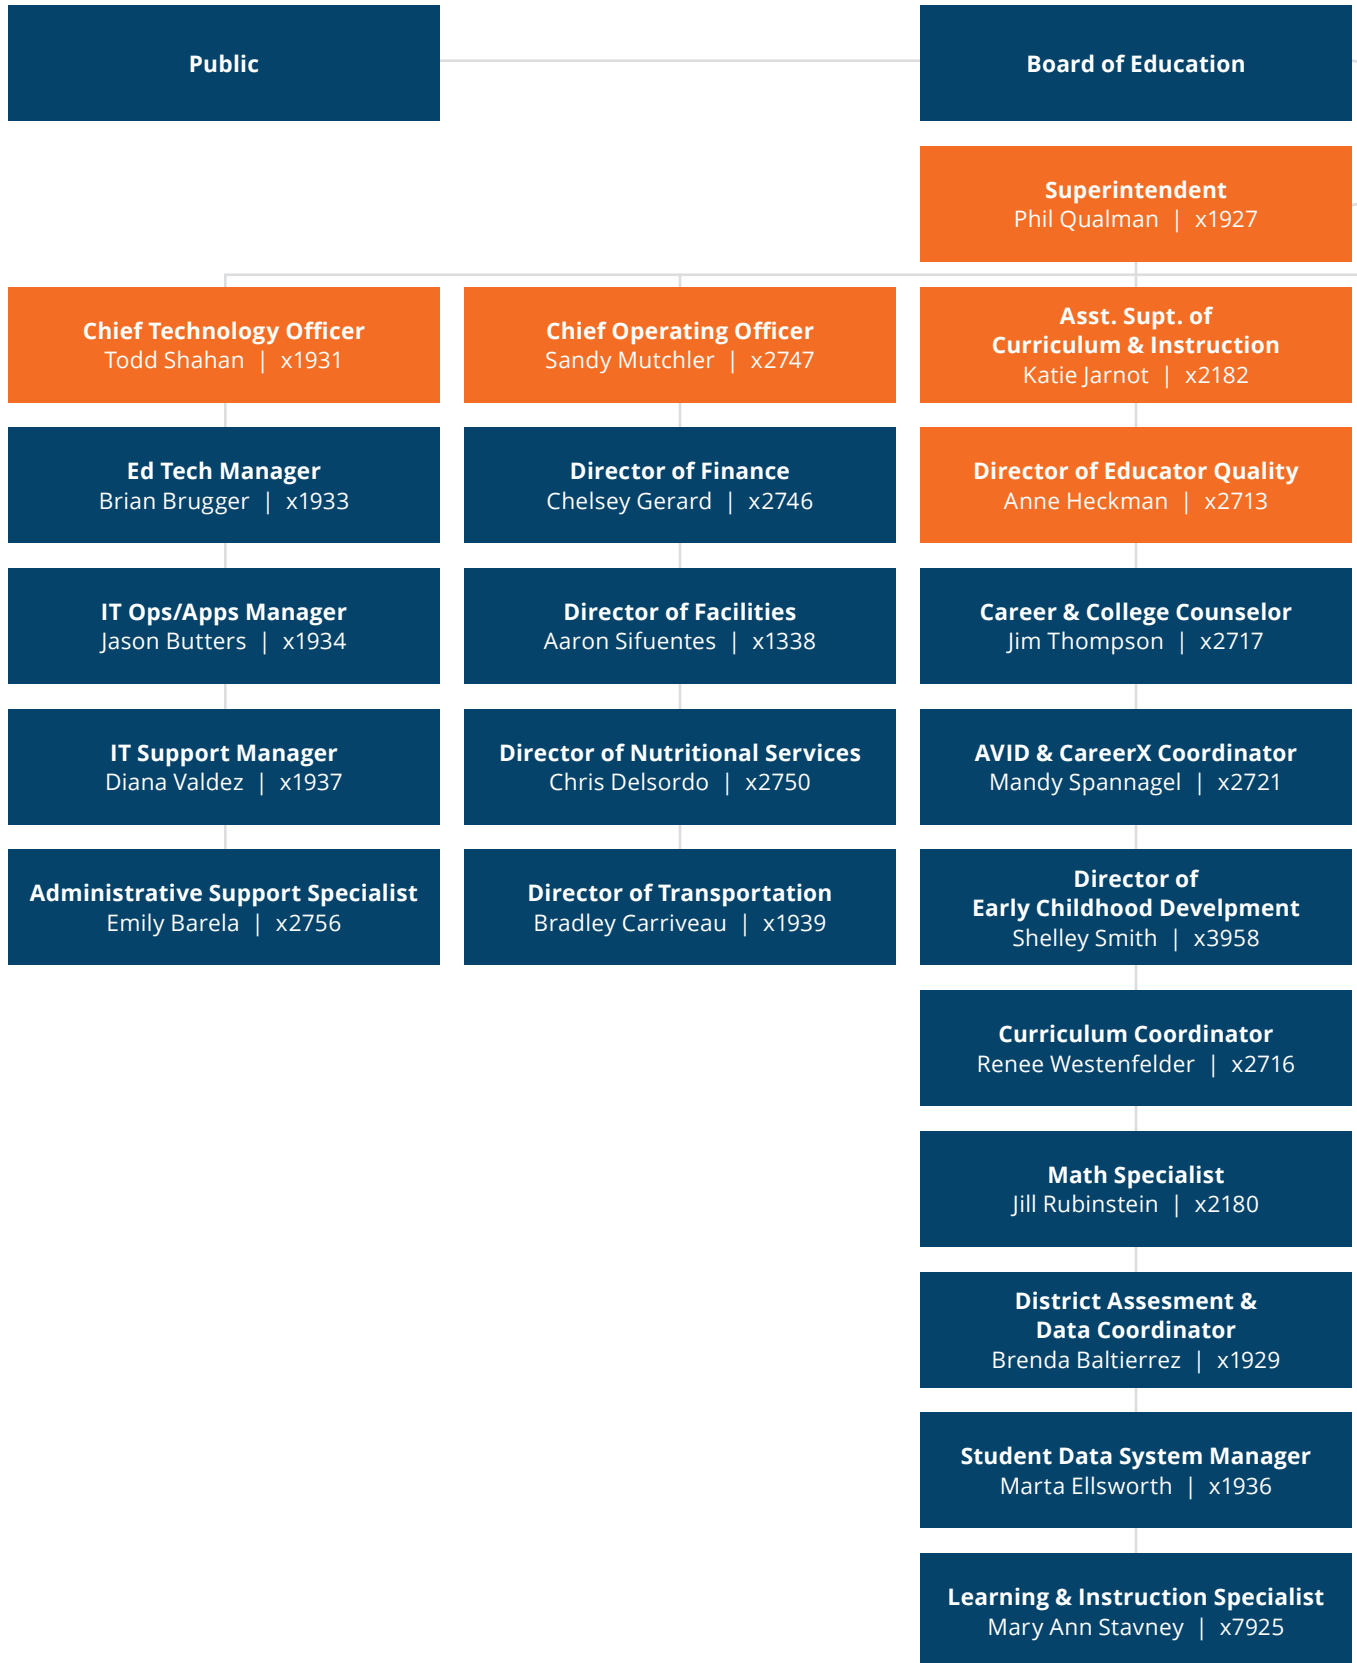 Public
Board of Education
Superintendent
Phil Qualman | x1927
Chief Technology Officer
Todd Shahan | x1931
Chief Operating Officer
Sandy Mutchler | x2747
Asst. Supt. of
Curriculum & Instruction
Katie Jarnot | x2182
Ed Tech Manager
Brian Brugger | x1933
Director of Finance
Chelsey Gerard | x2746
Director of Educator Quality
Anne Heckman | x2713
IT Ops/Apps Manager
Jason Butters | x1934
Director of Facilities
Aaron Sifuentes | x1338
Career & College Counselor
Jim Thompson | x2717
IT Support Manager
Diana Valdez | x1937
Director of Nutritional Services
Chris Delsordo | x2750
AVID & CareerX Coordinator
Mandy Spannagel | x2721
Administrative Support Specialist
Emily Barela | x2756
Director of Transportation
Bradley Carriveau | x1939
Director of
Early Childhood Develpment
Shelley Smith | x3958
Curriculum Coordinator
Renee Westenfelder | x2716
Math Specialist
Jill Rubinstein | x2180
District Assesment &
Data Coordinator
Brenda Baltierrez | x1929
Student Data System Manager
Marta Ellsworth | x1936
Learning & Instruction Specialist
Mary Ann Stavney | x7925